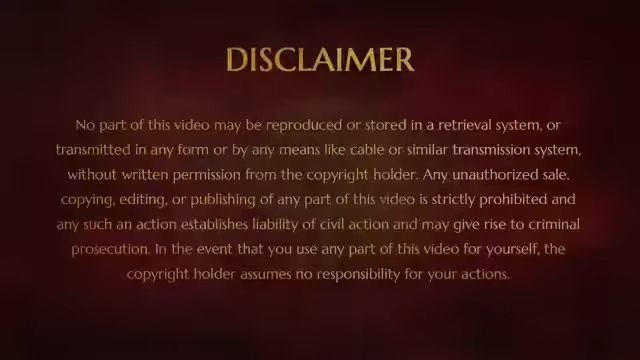 DISCLAIMER
No part of this video may be reproduced or stored in a retrieval system, or
transmitted in any form or by any means like cable or similar transmission system,
without written permission from the copyright holder. Any unauthorized sale,
copying, editing, or publishing of any part of this video is strictly prohibited and
any such an action establishes liability of civil action and may give rise to criminal
prosecution. In the event that you use any part of this video for yourself, the
copyright holder assumes no responsibility for your actions.